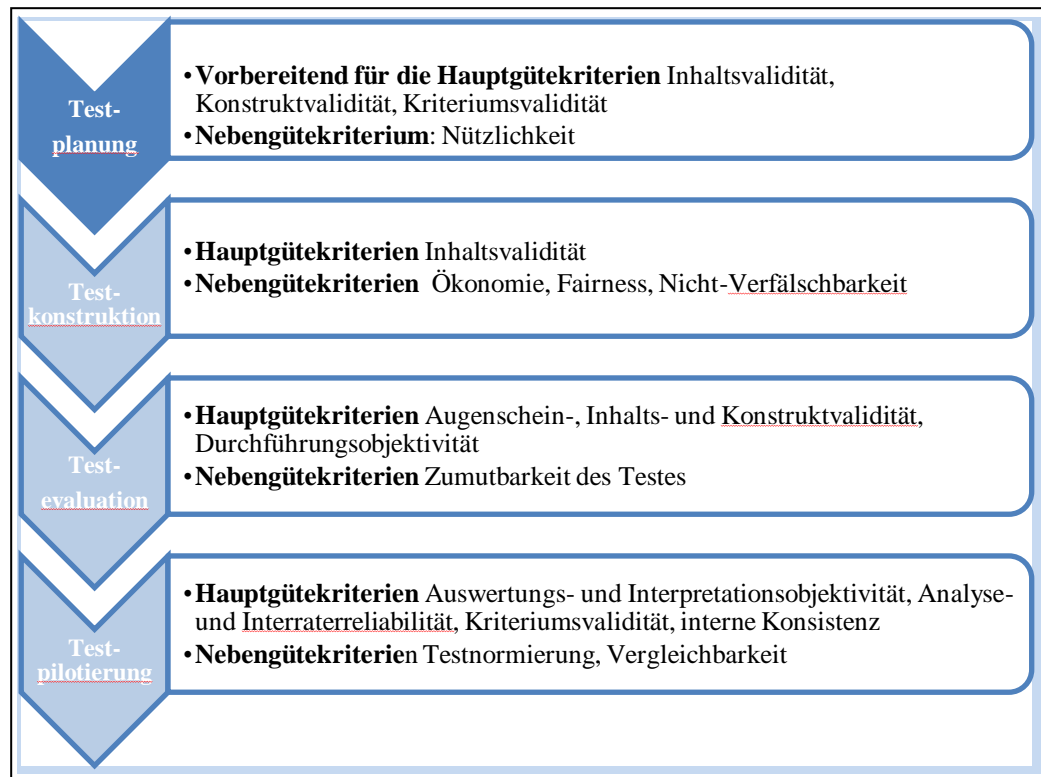 Test-
planung
•Vorbereitend für die Hauptgütekriterien Inhaltsvalidität,
Konstruktvalidität, Kriteriumsvalidität
•Nebengütekriterium: Nützlichkeit
Test-
konstruktion
•Hauptgütekriterien Inhaltsvalidität
•Nebengütekriterien Ökonomie, Fairness, Nicht-Verfälschbarkeit
Test-
evaluation
•Hauptgütekriterien Augenschein-, Inhalts- und Konstruktvalidität,
Durchführungsobjektivität
•Nebengütekriterien Zumutbarkeit des Testes
Test-
pilotierung
•Hauptgütekriterien Auswertungs- und Interpretationsobjektivität, Analyse-
und Interraterreliabilität, Kriteriumsvalidität, interne Konsistenz
•Nebengütekriterien Testnormierung, Vergleichbarkeit